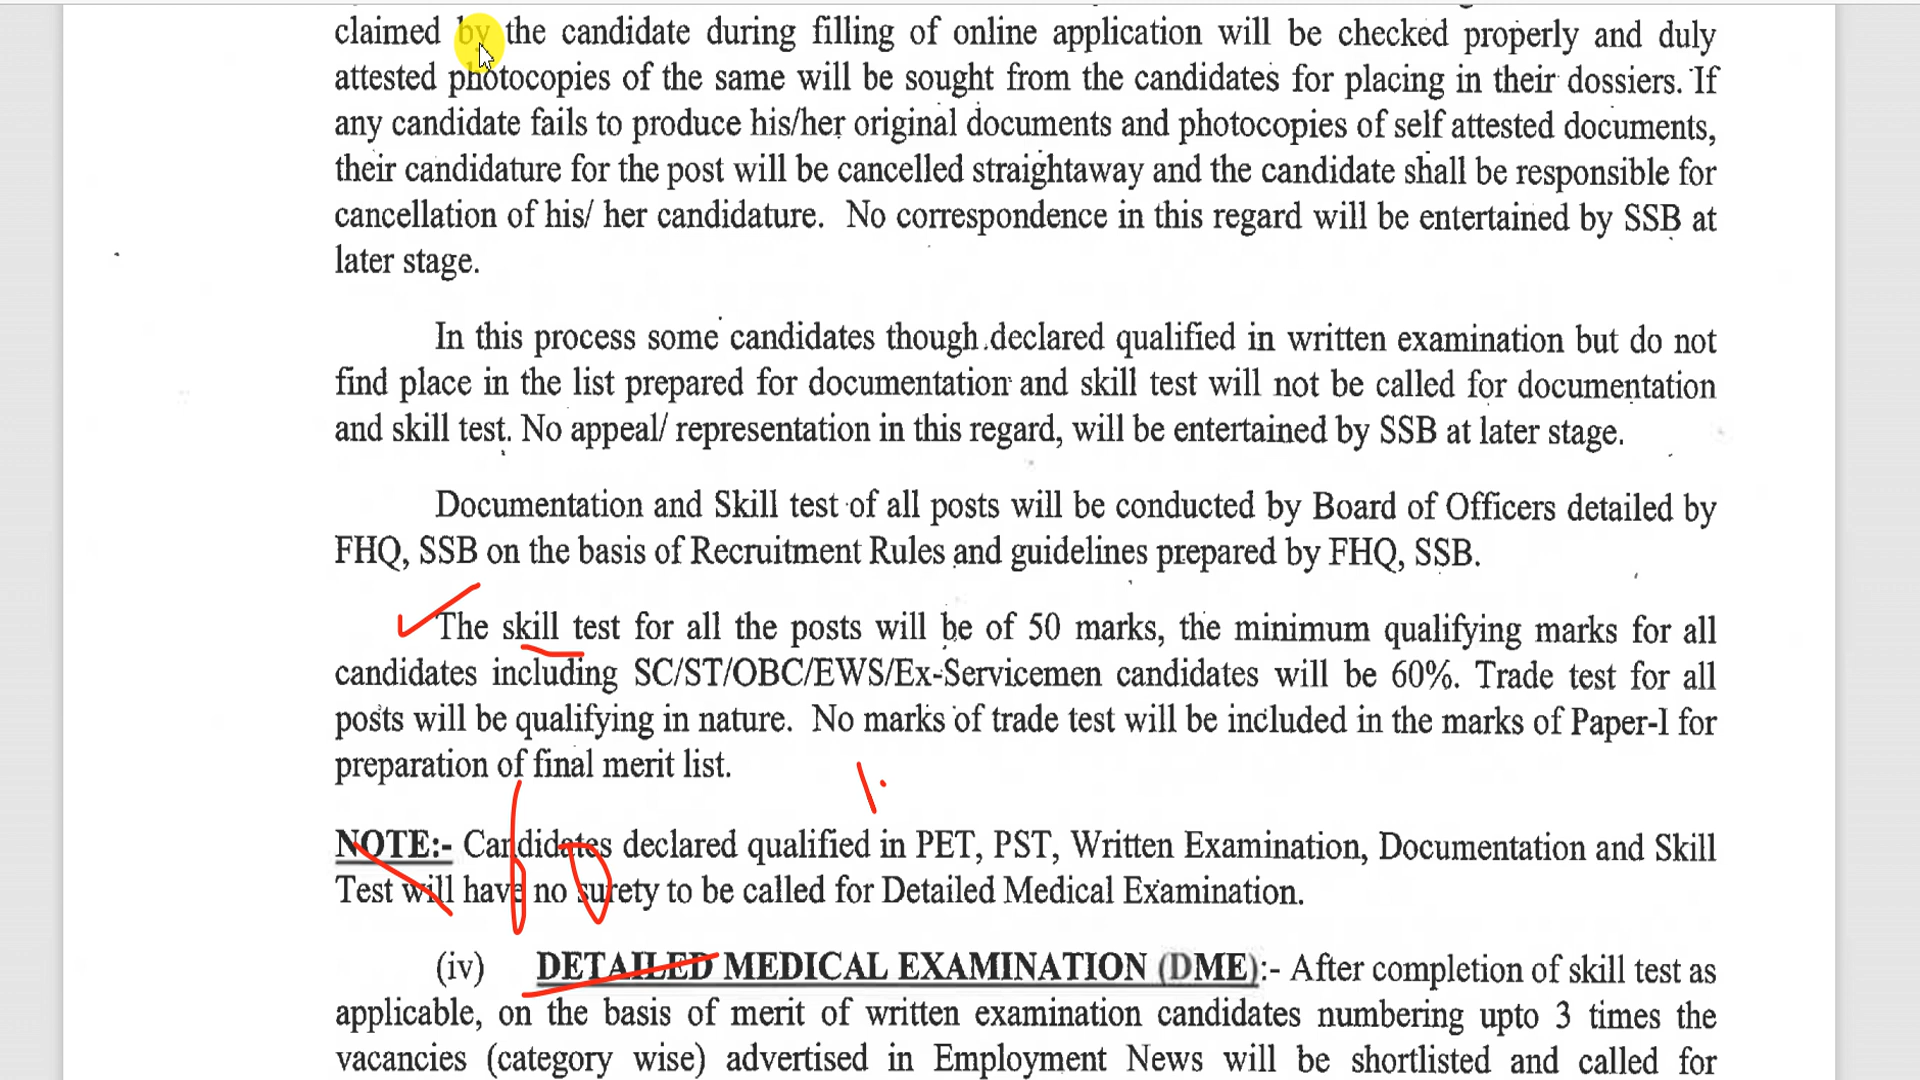 claimed by the candidate during filling of online application will be checked properly and duly
attested photocopies of the same will be sought from the candidates for placing in their dossiers. If
any candidate fails to produce his/her original documents and photocopies of self attested documents,
their candidature for the post will be cancelled straightaway and the candidate shall be responsible for
cancellation of his/ her candidature. No correspondence in this regard will be entertained by SSB at
later stage.
In this process some candidates though declared qualified in written examination but do not
find place in the list prepared for documentation and skill test will not be called for documentation
and skill test. No appeal/ representation in this regard, will be entertained by SSB at later stage.
Documentation and Skill test of all posts will be conducted by Board of Officers detailed by
FHQ, SSB on the basis of Recruitment Rules and guidelines prepared by FHQ, SSB.
The skill test for all the posts will be of 50 marks, the minimum qualifying marks for all
candidates including SC/ST/OBC/EWS/Ex-Servicemen candidates will be 60%. Trade test for all
posts will be qualifying in nature. No marks of trade test will be included in the marks of Paper-I for
preparation of final merit list.
NOTE:- Candidates declared qualified in PET, PST, Written Examination, Documentation and Skill
Test will have no surety to be called for Detailed Medical Examination.
(iv) DETAILED MEDICAL EXAMINATION (DME):- After completion of skill test as
applicable, on the basis of merit of written examination candidates numbering upto 3 times the
vacancies (category wise) advertised in Employment News will be shortlisted and called for